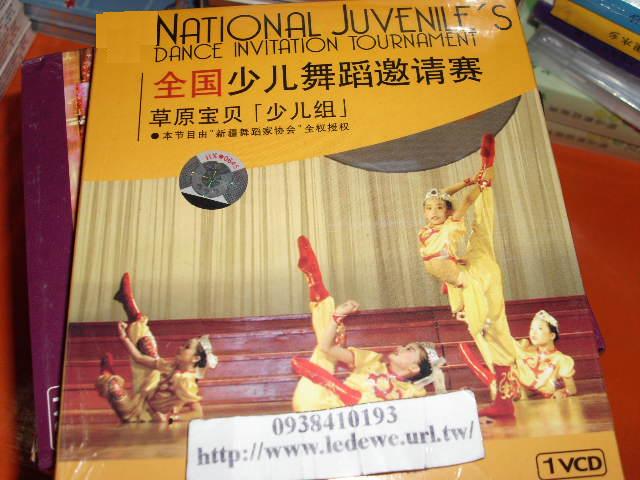 NATIONAL JUVENILE'S
DANCE INVITATION TOURNAMENT
全国少儿舞蹈邀请赛
草原宝贝「少儿组」
●本节目由"新疆舞蹈家协会"全权授权
0938410193
http://www.ledewe.url.tw/
1VCD